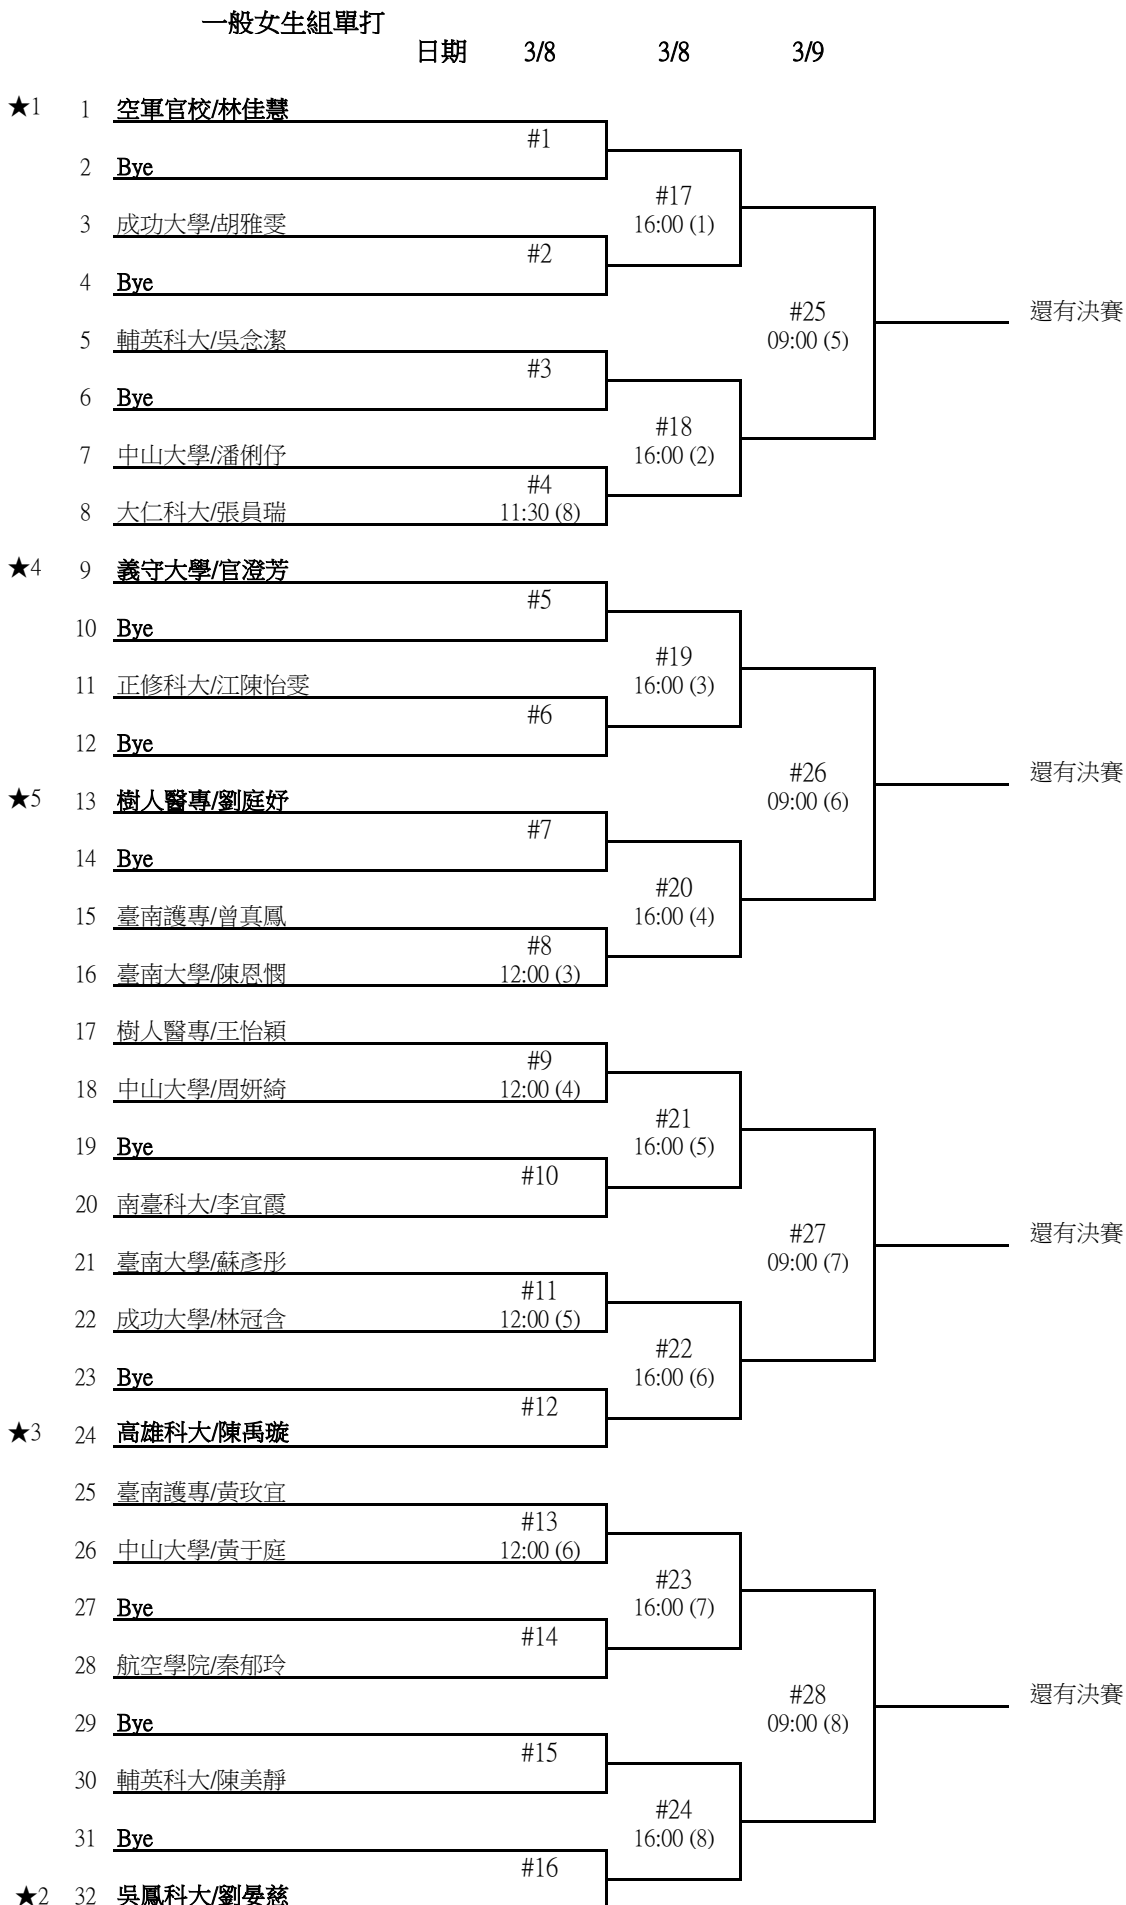 一般女生組單打
日期 3/8 3/8 3/9
★1 1 空軍官校/林佳慧
#1
2 Bye
#17
3 成功大學/胡雅雯 16:00 (1)
#2
4 Bye
#25 還有決賽
5 輔英科大/吳念潔 09:00 (5)
#3
6 Bye
#18
7 中山大學/潘俐伃 16:00 (2)
#4
8 大仁科大/張員瑞 11:30 (8)
★4 9 義守大學/官澄芳
#5
10 Bye
#19
11 正修科大/江陳怡雯 16:00 (3)
#6
12 Bye
#26 還有決賽
★5 13 樹人醫專/劉庭妤 09:00 (6)
#7
14 Bye
#20
15 臺南護專/曾真鳳 16:00 (4)
#8
16 臺南大學/陳恩憫 12:00 (3)
17 樹人醫專/王怡穎
#9
18 中山大學/周妍綺 12:00 (4)
#21
19 Bye 16:00 (5)
#10
20 南臺科大/李宜霞
#27 還有決賽
21 臺南大學/蘇彥彤 09:00 (7)
#11
22 成功大學/林冠含 12:00 (5)
#22
23 Bye 16:00 (6)
#12
★3 24 高雄科大/陳禹璇
25 臺南護專/黃玫宜
#13
26 中山大學/黃于庭 12:00 (6)
#23
27 Bye 16:00 (7)
#14
28 航空學院/秦郁玲
#28 還有決賽
29 Bye 09:00 (8)
#15
30 輔英科大/陳美靜
#24
31 Bye 16:00 (8)
#16
★2 32 吳鳳科大/劉晏慈